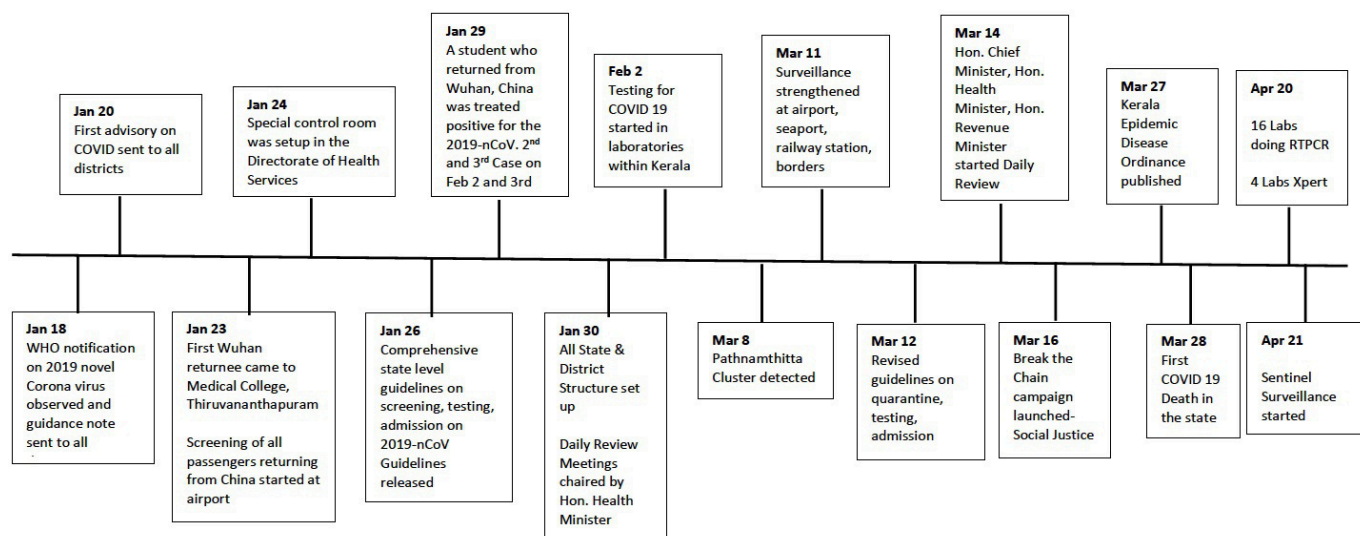 Jan 20
First advisory on
COVID sent to all
districts
Jan 24
Special control room
was setup in the
Directorate of Health
Services
Jan 29
A student who
returned from
Wuhan, China
was treated
positive for the
2019-nCoV. 2nd
and 3rd Case on
Feb 2 and 3rd
Feb 2
Testing for
COVID 19
started in
laboratories
within Kerala
Mar 11
Surveillance
strengthened
at airport,
seaport,
railway station,
borders
Mar 14
Hon. Chief
Minister, Hon.
Health
Minister, Hon.
Revenue
Minister
started Daily
Review
Mar 27
Kerala
Epidemic
Disease
Ordinance
published
Apr 20
16 Labs
doing RTPCR
4 Labs Xpert
Jan 18
WHO notification
on 2019 novel
Corona virus
observed and
guidance note
sent to all
Jan 23
First Wuhan
returnee came to
Medical College,
Thiruvananthapuram
Screening of all
passengers returning
from China started at
airport
Jan 26
Comprehensive
state level
guidelines on
screening, testing,
admission on
2019-nCoV
Guidelines
released
Jan 30
All State & 
District
Structure set
up
Daily Review
Meetings
chaired by
Hon. Health
Minister
Mar 8
Pathnamthitta
Cluster detected
Mar 12
Revised
guidelines on
quarantine,
testing,
admission
Mar 16
Break the
Chain
campaign
launched-
Social Justice
Mar 28
First
COVID 19
Death in
the state
Apr 21
Sentinel
Surveillance
started